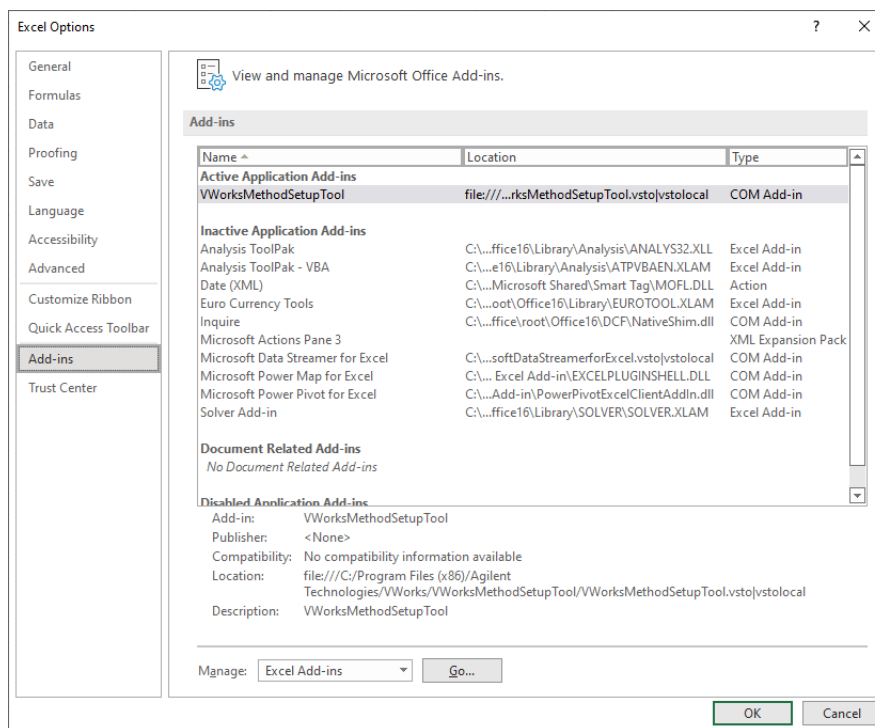 Excel Options ? ×
General
Formulas
Data
Proofing
Save
Language
Accessibility
Advanced
Customize Ribbon
Quick Access Toolbar
Add-ins
Trust Center
View and manage Microsoft Office Add-ins.
Add-ins
Name Location Type
Active Application Add-ins
VWorksMethodSetupTool file:///...rksMethodSetupTool.vsto|vstolocal COM Add-in
Inactive Application Add-ins
Analysis ToolPak C:\...ffice16\Library\Analysis\ANALYS32.XLL Excel Add-in
Analysis ToolPak - VBA C:\...e16\Library\Analysis\ATPVBAEN.XLAM Excel Add-in
Date (XML) C:\...Microsoft Shared\Smart Tag\MOFL.DLL Action
Euro Currency Tools C:\...oot\Office16\Library\EUROTOOL.XLAM Excel Add-in
Inquire C:\...ffice\root\Office16\DCF\NativeShim.dll COM Add-in
Microsoft Actions Pane 3 XML Expansion Pack
Microsoft Data Streamer for Excel C:\...softDataStreamerforExcel.vsto|vstolocal COM Add-in
Microsoft Power Map for Excel C:\... Excel Add-in\EXCELPLUGINSHELL.DLL COM Add-in
Microsoft Power Pivot for Excel C:\...Add-in\PowerPivotExcelClientAddIn.dll COM Add-in
Solver Add-in C:\...ffice16\Library\SOLVER\SOLVER.XLAM Excel Add-in
Document Related Add-ins
No Document Related Add-ins
Disabled Application Add-ins
Add-in: VWorksMethodSetupTool
Publisher: <None>
Compatibility: No compatibility information available
Location: file:///C:/Program Files (x86)/Agilent
Technologies/VWorks/VWorksMethodSetupTool/VWorksMethodSetupTool.vsto|vstolocal
Description: VWorksMethodSetupTool
Manage: Excel Add-ins Go...
OK Cancel